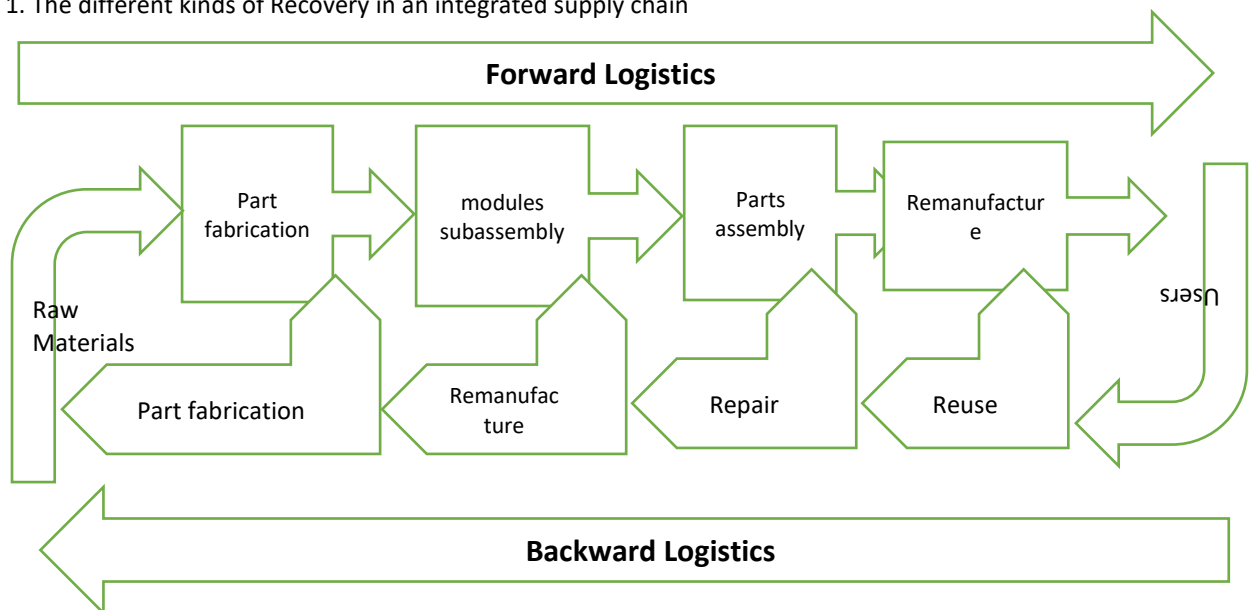 1. The different kinds of Recovery in an integrated supply chain
Forward Logistics
Part
fabrication
modules
subassembly
Parts
assembly
Remanufactur
e
Users
Raw
Materials
Part fabrication
Remanufac
ture
Repair
Reuse
Backward Logistics